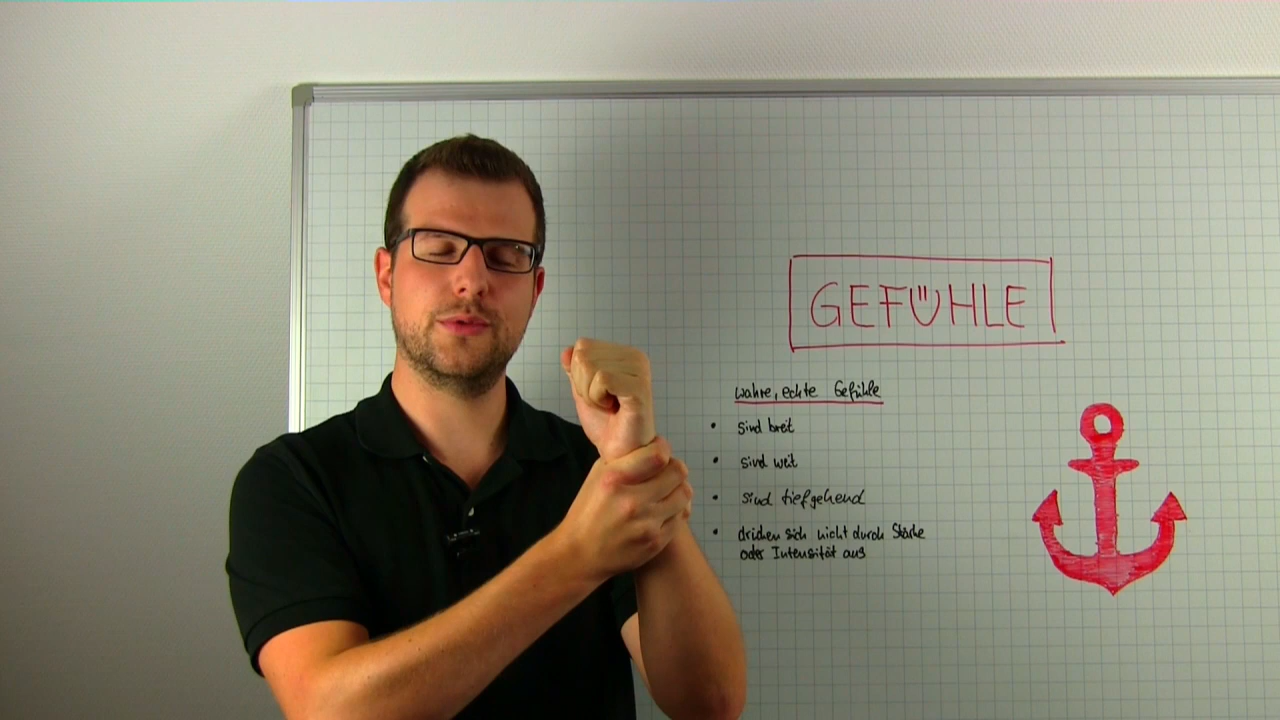 GEFÜHLE
wahre, echte Gefühle
• sind breit
• sind weit
• sind tiefgehend
• drücken sich nicht durch Stärke
oder Intensität aus